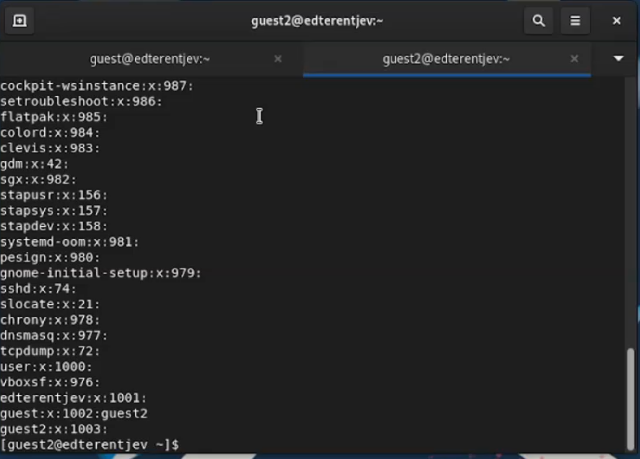 guest2@edterentjev:~
guest@edterentjev:~
guest2@edterentjev:~
cockpit-wsinstance:x:987:
setroubleshoot:x:986:
flatpak:x:985:
colord:x:984:
clevis:x:983:
gdm:x:42:
sgx:x:982:
stapusr:x:156:
stapsys:x:157:
stapdev:x:158:
systemd-oom:x:981:
pesign:x:980:
gnome-initial-setup:x:979:
sshd:x:74:
slocate:x:21:
chrony:x:978:
dnsmasq:x:977:
tcpdump:x:72:
user:x:1000:
vboxsf:x:976:
edterentjev:x:1001:
guest:x:1002:guest2
guest2:x:1003:
[guest2@edterentjev ~]$